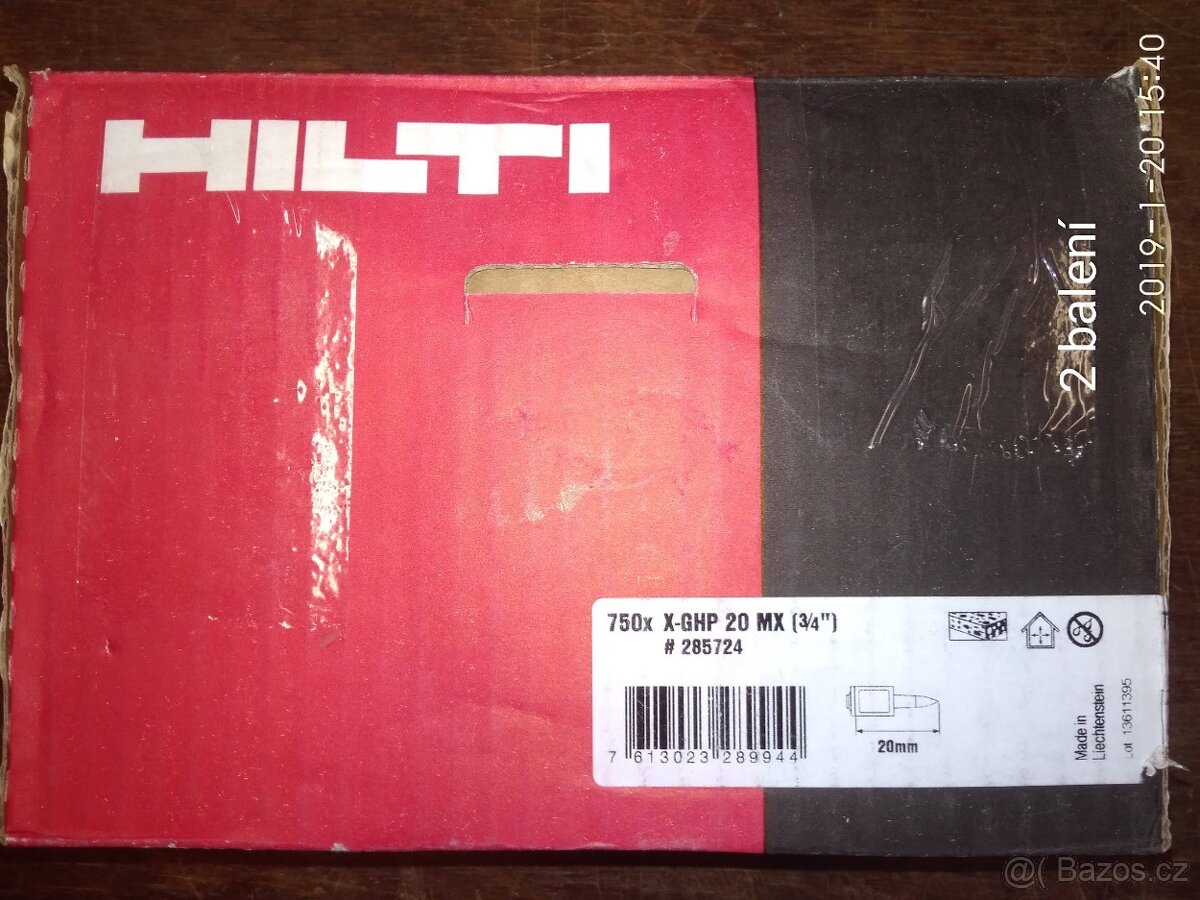 HILTI
2019-1-20 15:40
2 balení
750x X-GHP 20 MX (3/4")
# 285724
7 613023 289944
20mm
Made in
Liechtenstein
Lot 13611395
@( Bazos.cz